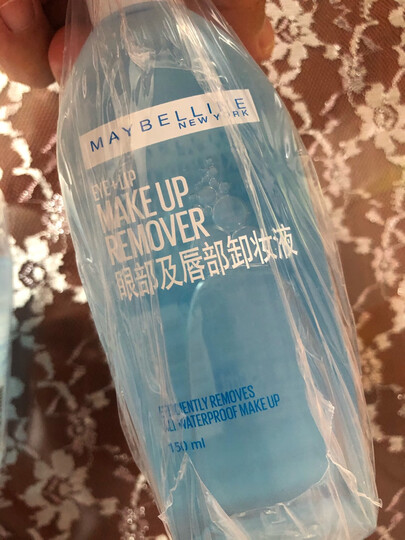 MAYBELLINE
NEW YORK
EYE+LIP
MAKE UP
REMOVER
眼部及唇部卸妆液
REMOVES
WATERPROOF MAKE UP
150 ml